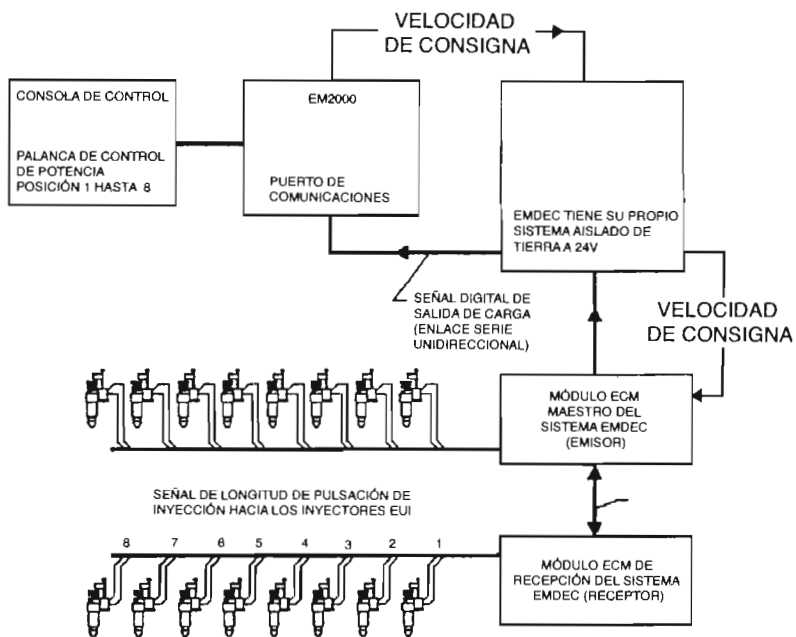 VELOCIDAD
DE CONSIGNA
CONSOLA DE CONTROL
PALANCA DE CONTROL
DE POTENCIA
POSICIÓN 1 HASTA 8
EM2000
PUERTO DE
COMUNICACIONES
EMDEC TIENE SU PROPIO
SISTEMA AISLADO DE
TIERRA A 24V
SEÑAL DIGITAL DE
SALIDA DE CARGA
(ENLACE SERIE
UNIDIRECCIONAL)
VELOCIDAD
DE CONSIGNA
MÓDULO ECM
MAESTRO DEL
SISTEMA EMDEC
(EMISOR)
SEÑAL DE LONGITUD DE PULSACIÓN DE
INYECCIÓN HACIA LOS INYECTORES EUI
8 7 6 5 4 3 2 1
MÓDULO ECM DE
RECEPCIÓN DEL SISTEMA
EMDEC (RECEPTOR)